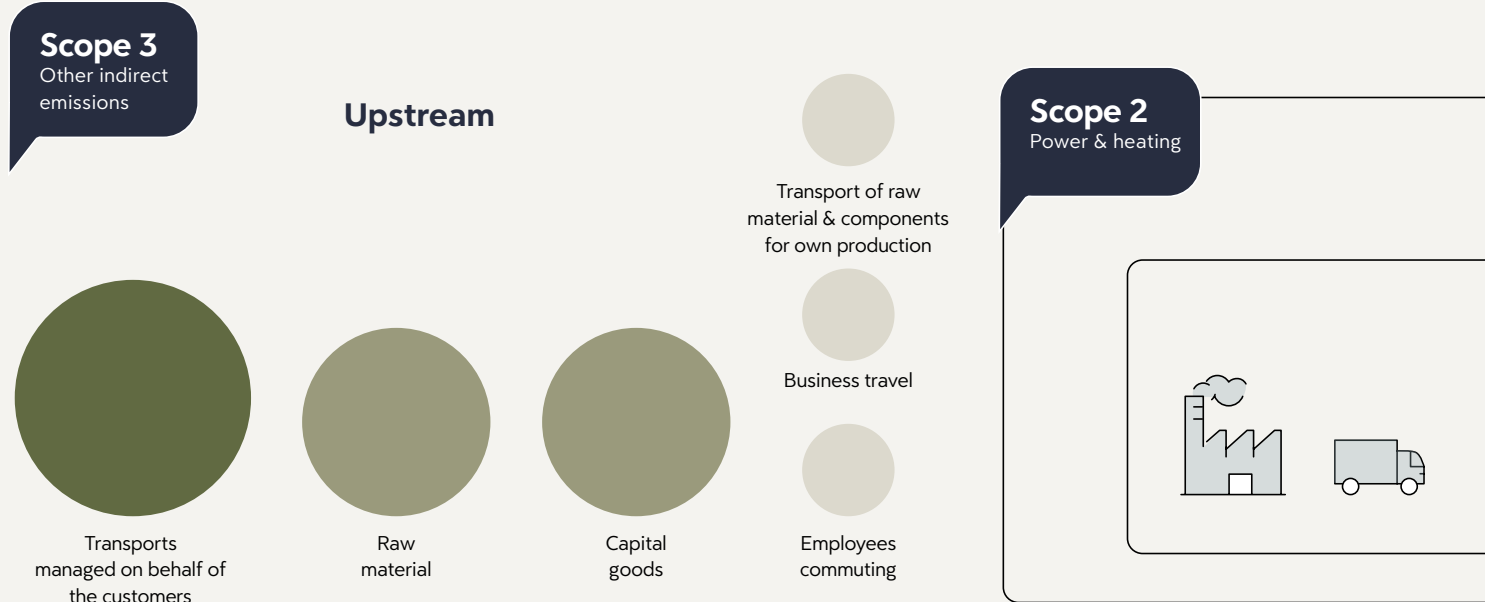 Scope 3
Other indirect
emissions
Upstream
Transport of raw
material & components
for own production
Business travel
Transports
managed on behalf of
the customers
Raw
material
Capital
goods
Employees
commuting
Scope 2
Power & heating